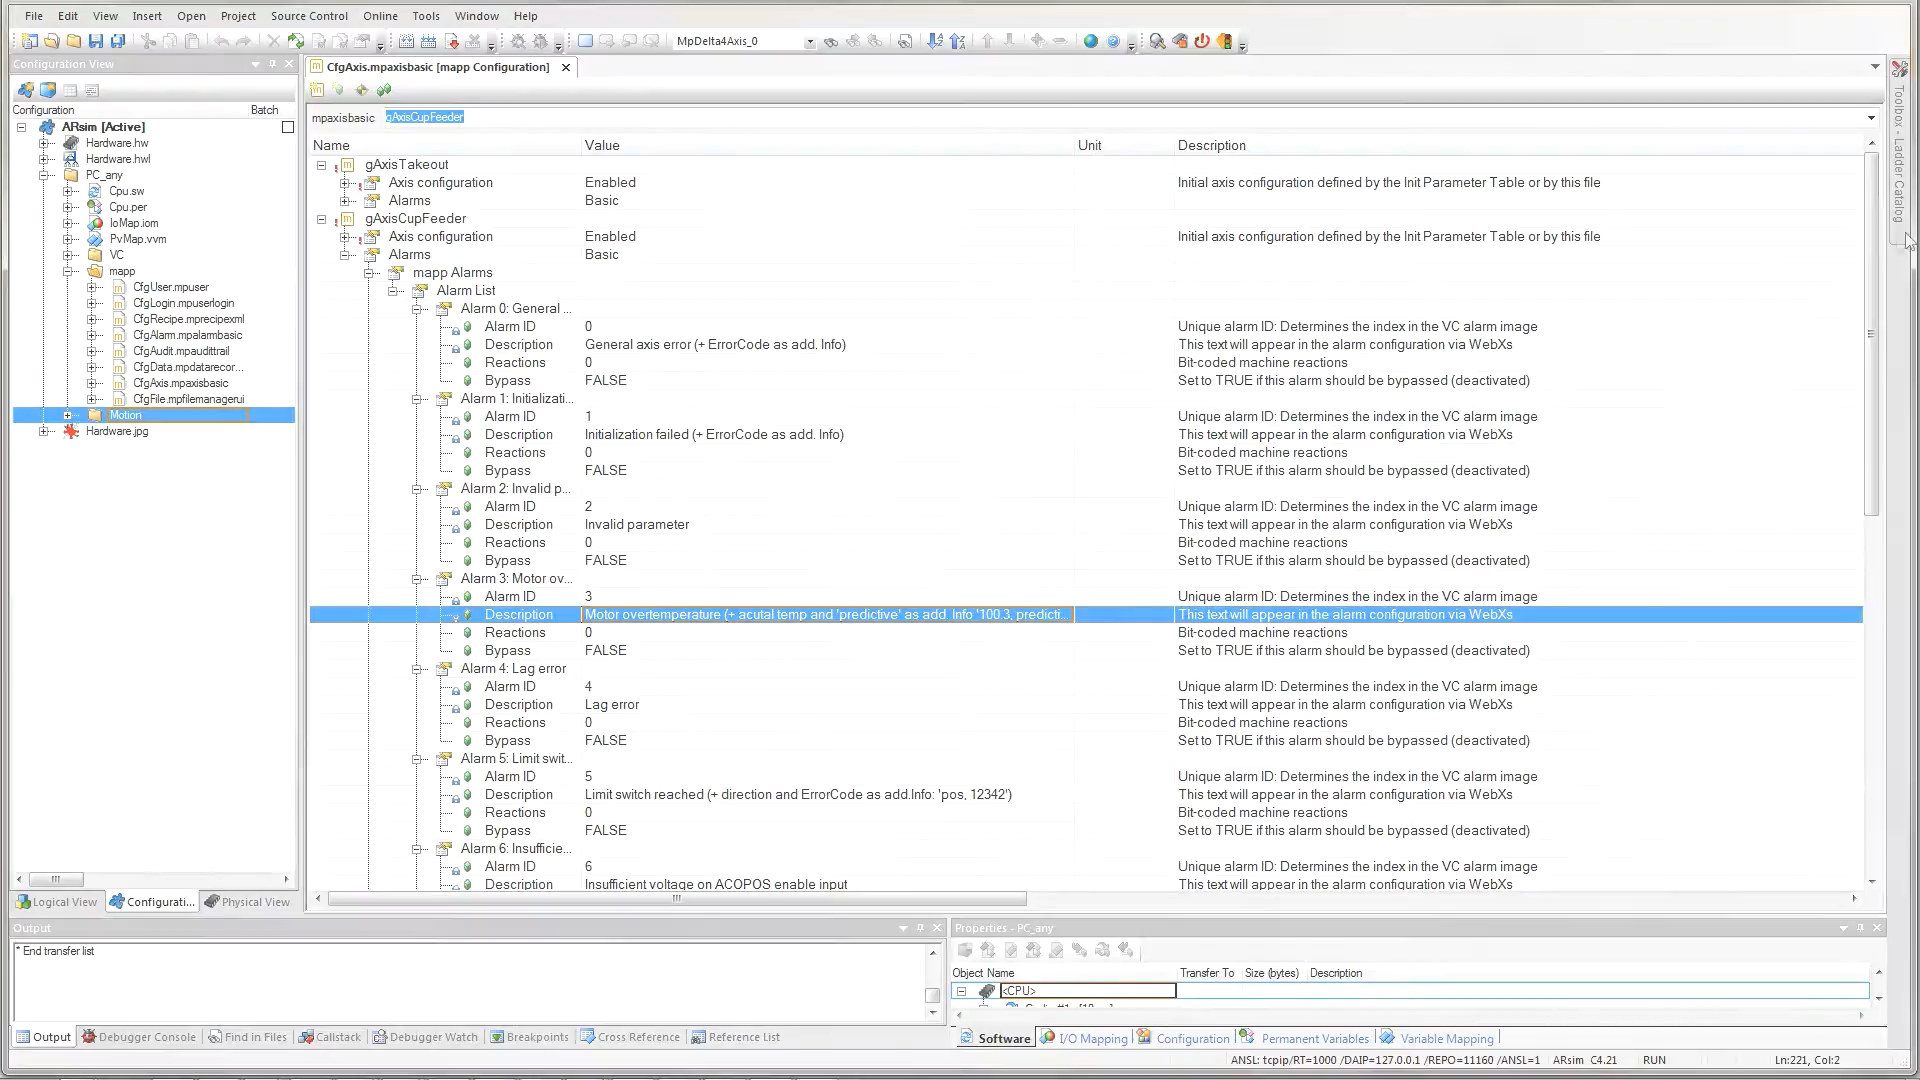 File Edit View Insert Open Project Source Control Online Tools Window Help
MpDelta4Axis_0
Configuration View
CfgAxis.mpaxisbasic [mapp Configuration]
Configuration Batch
ARsim [Active]
Hardware.hw
Hardware.hwl
PC_any
Cpu.sw
Cpu.per
IoMap.iom
PvMap.vvm
VC
mapp
CfgUser.mpuser
CfgLogin.mpuserlogin
CfgRecipe.mprecipexml
CfgAlarm.mpalambasic
CfgAudit.mpaudittrail
CfgData.mpdatarecor...
CfgAxis.mpaxisbasic
CfgFile.mpfilemanagerui
Motion
Hardware.jpg
Logical View Configurati... Physical View
mpaxisbasic gAxisCupFeeder
Name Value Unit Description
gAxisTakeout
Axis configuration Enabled Initial axis configuration defined by the Init Parameter Table or by this file
Alarms Basic
gAxisCupFeeder
Axis configuration Enabled Initial axis configuration defined by the Init Parameter Table or by this file
Alarms Basic
mapp Alarms
Alarm List
Alarm 0: General ...
Alarm ID 0 Unique alarm ID: Determines the index in the VC alarm image
Description General axis error (+ ErrorCode as add. Info) This text will appear in the alarm configuration via WebXs
Reactions 0 Bit-coded machine reactions
Bypass FALSE Set to TRUE if this alarm should be bypassed (deactivated)
Alarm 1: Initializati...
Alarm ID 1 Unique alarm ID: Determines the index in the VC alarm image
Description Initialization failed (+ ErrorCode as add. Info) This text will appear in the alarm configuration via WebXs
Reactions 0 Bit-coded machine reactions
Bypass FALSE Set to TRUE if this alarm should be bypassed (deactivated)
Alarm 2: Invalid p...
Alarm ID 2 Unique alarm ID: Determines the index in the VC alarm image
Description Invalid parameter This text will appear in the alarm configuration via WebXs
Reactions 0 Bit-coded machine reactions
Bypass FALSE Set to TRUE if this alarm should be bypassed (deactivated)
Alarm 3: Motor ov...
Alarm ID 3 Unique alarm ID: Determines the index in the VC alarm image
Description Motor overtemperature (+ acutal temp and 'predictive' as add. Info '100.3, predicti... This text will appear in the alarm configuration via WebXs
Reactions 0 Bit-coded machine reactions
Bypass FALSE Set to TRUE if this alarm should be bypassed (deactivated)
Alarm 4: Lag error
Alarm ID 4 Unique alarm ID: Determines the index in the VC alarm image
Description Lag error This text will appear in the alarm configuration via WebXs
Reactions 0 Bit-coded machine reactions
Bypass FALSE Set to TRUE if this alarm should be bypassed (deactivated)
Alarm 5: Limit swit...
Alarm ID 5 Unique alarm ID: Determines the index in the VC alarm image
Description Limit switch reached (+ direction and ErrorCode as add.Info: 'pos, 12342') This text will appear in the alarm configuration via WebXs
Reactions 0 Bit-coded machine reactions
Bypass FALSE Set to TRUE if this alarm should be bypassed (deactivated)
Alarm 6: Insufficie...
Alarm ID 6 Unique alarm ID: Determines the index in the VC alarm image
Description Insufficient voltage on ACOPOS enable input This text will appear in the alarm configuration via WebXs
Toolbox - Ladder Catalog
Output
* End transfer list
Output Debugger Console Find in Files Callstack Debugger Watch Breakpoints Cross Reference Reference List
Properties - PC_any
Object Name Transfer To Size (bytes) Description
<CPU>
Software I/O Mapping Configuration Permanent Variables Variable Mapping
ANSL: tcpip/RT=1000 /DAIP=127.0.0.1 /REPO=11160 /ANSL=1 ARsim C4.21 RUN Ln:221, Col:2